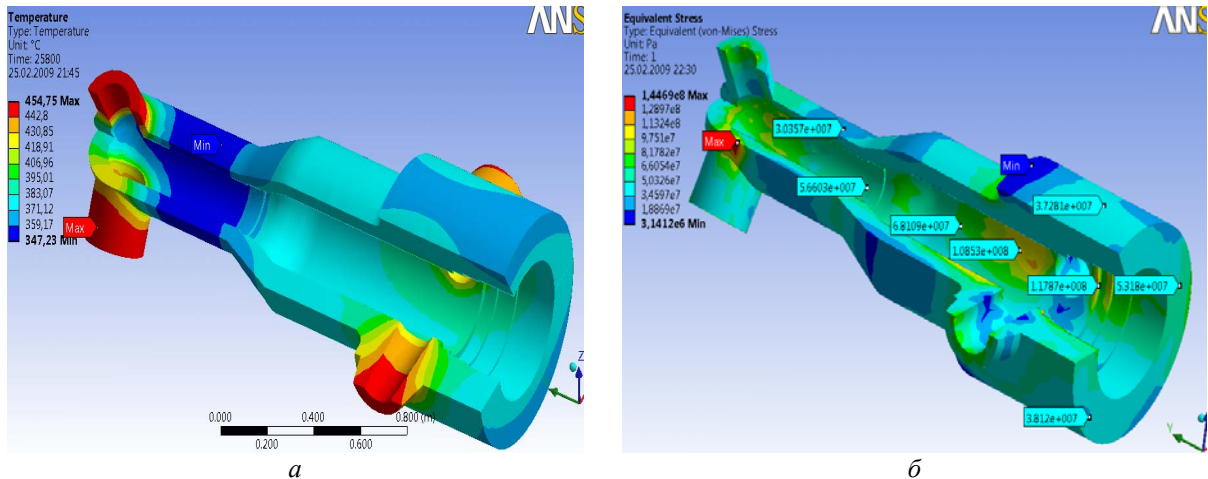 Temperature
Type: Temperature
Unit: °C
Time: 25800
25.02.2009 21:45
454,75 Max
442,8
430,85
418,91
406,96
395,01
383,07
371,12
359,17
347,23 Min
Min
Max
0.000
0.400
0.800 (m)
0.200
0.600
Z
ANS
а
Equivalent Stress
Type: Equivalent (von-Mises) Stress
Unit: Pa
Time: 1
25.02.2009 22:30
1,4469e8 Max
1,2897e8
1,1324e8
9,751e7
8,1782e7
6,6054e7
5,0326e7
3,4597e7
1,8869e7
3,1412e6 Min
ANS
Max
3.0357e+007
Min
5.6603e+007
3.7281e+007
6.8109e+007
1.0853e+008
1.1787e+008
5.318e+007
3.812e+007
Y
б